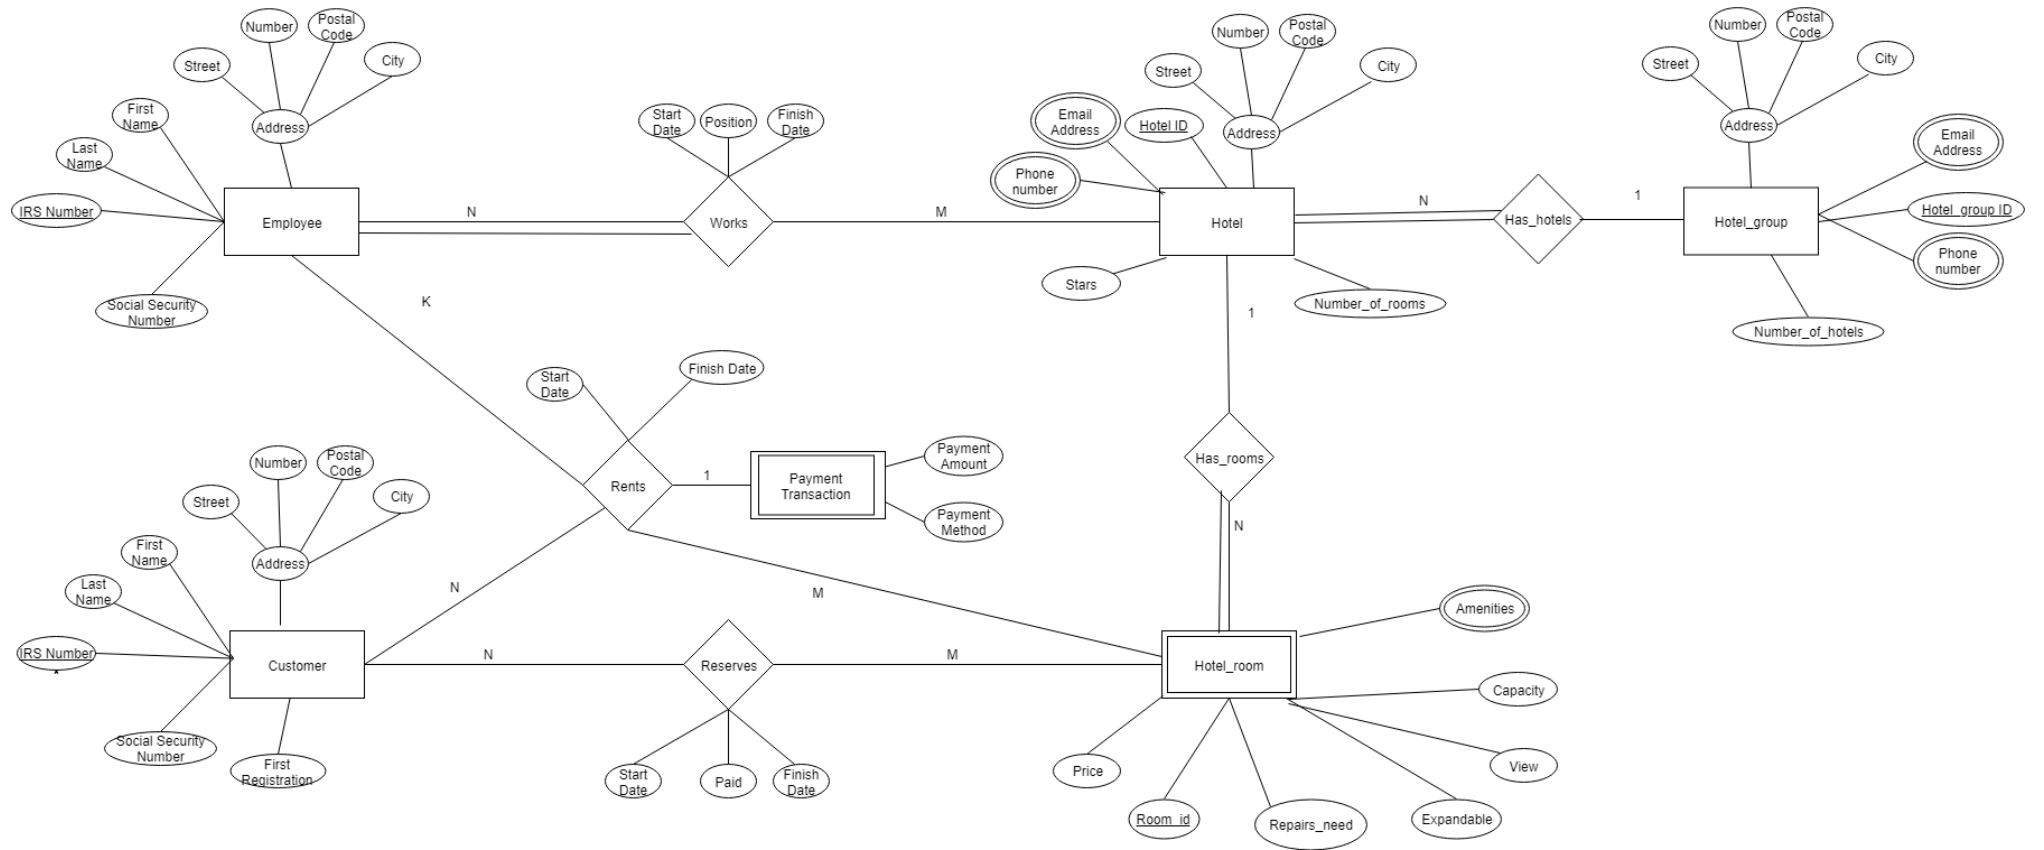 Number
Postal
Code
Street
City
First
Name
Address
Last
Name
IRS Number
Employee
Social Security
Number
Start
Date
Position
Finish
Date
N
Works
M
K
Number
Postal
Code
Street
City
Email
Address
Hotel ID
Address
Phone
number
Hotel
Stars
Number_of_rooms
N
Has_hotels
1
Number
Postal
Code
Street
City
Address
Email
Address
Hotel_group ID
Hotel_group
Phone
number
Number_of_hotels
1
Has_rooms
N
Start
Date
Finish Date
Rents
1
Payment
Transaction
Payment
Amount
Payment
Method
N
M
Number
Postal
Code
Street
City
First
Name
Address
Last
Name
IRS Number
Customer
Social Security
Number
First
Registration
N
Reserves
M
Start
Date
Paid
Finish
Date
Hotel_room
Amenities
Capacity
View
Price
Room_id
Repairs_need
Expandable